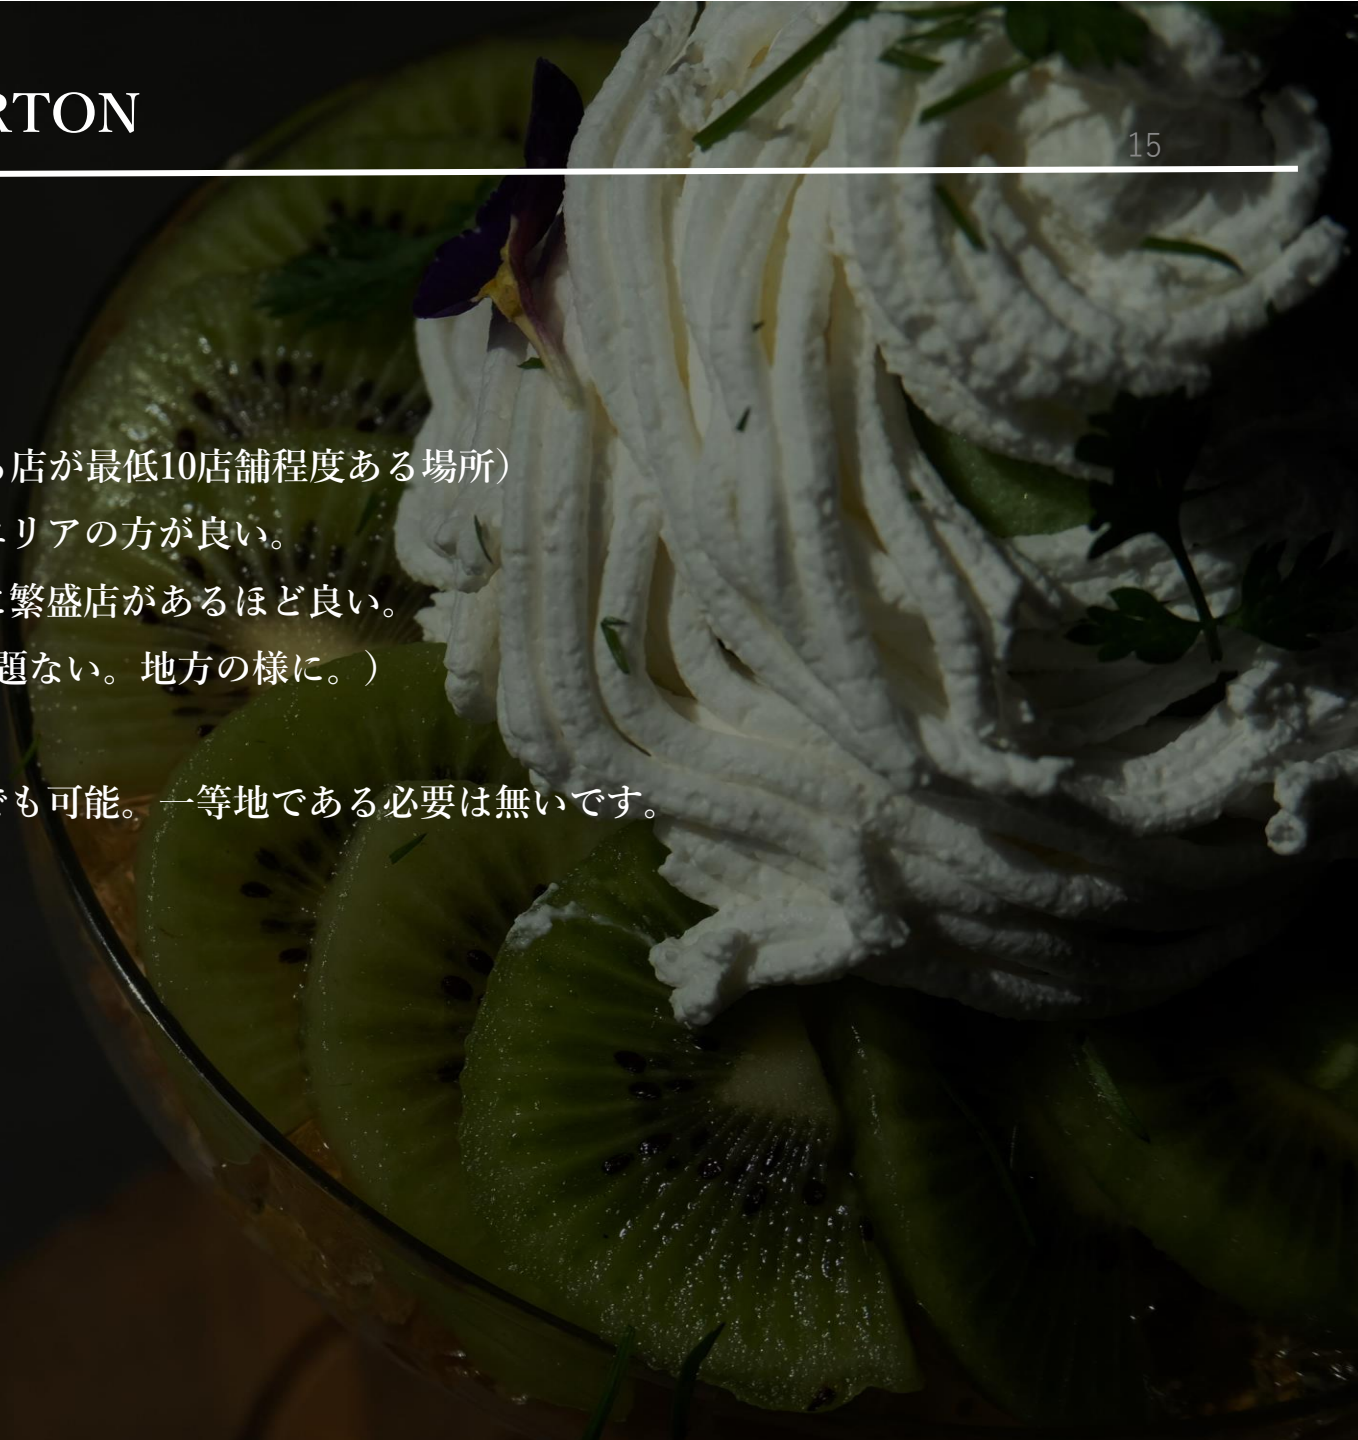 RTON
15
店が最低10店舗程度ある場所）
エリアの方が良い。
繁盛店があるほど良い。
題ない。地方の様に。）
でも可能。一等地である必要は無いです。